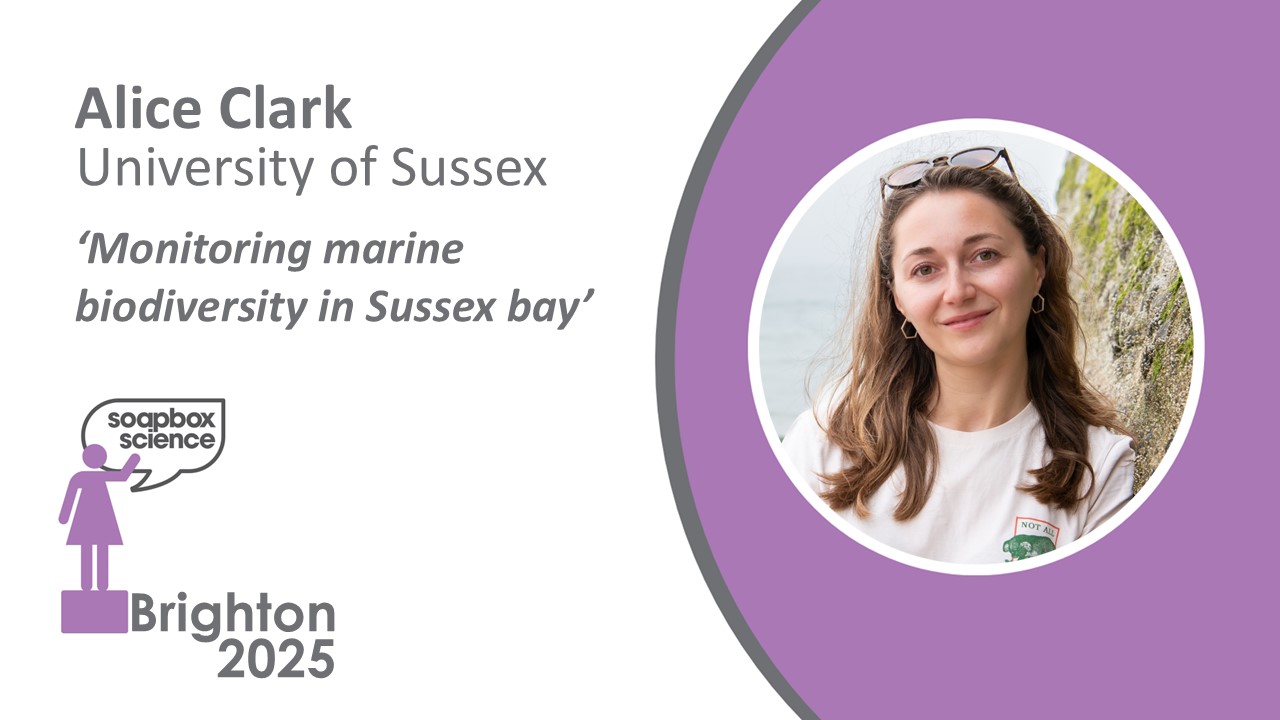 Alice Clark
University of Sussex
‘Monitoring marine
biodiversity in Sussex bay’
soapbox
science
Brighton
2025
NOT ALL